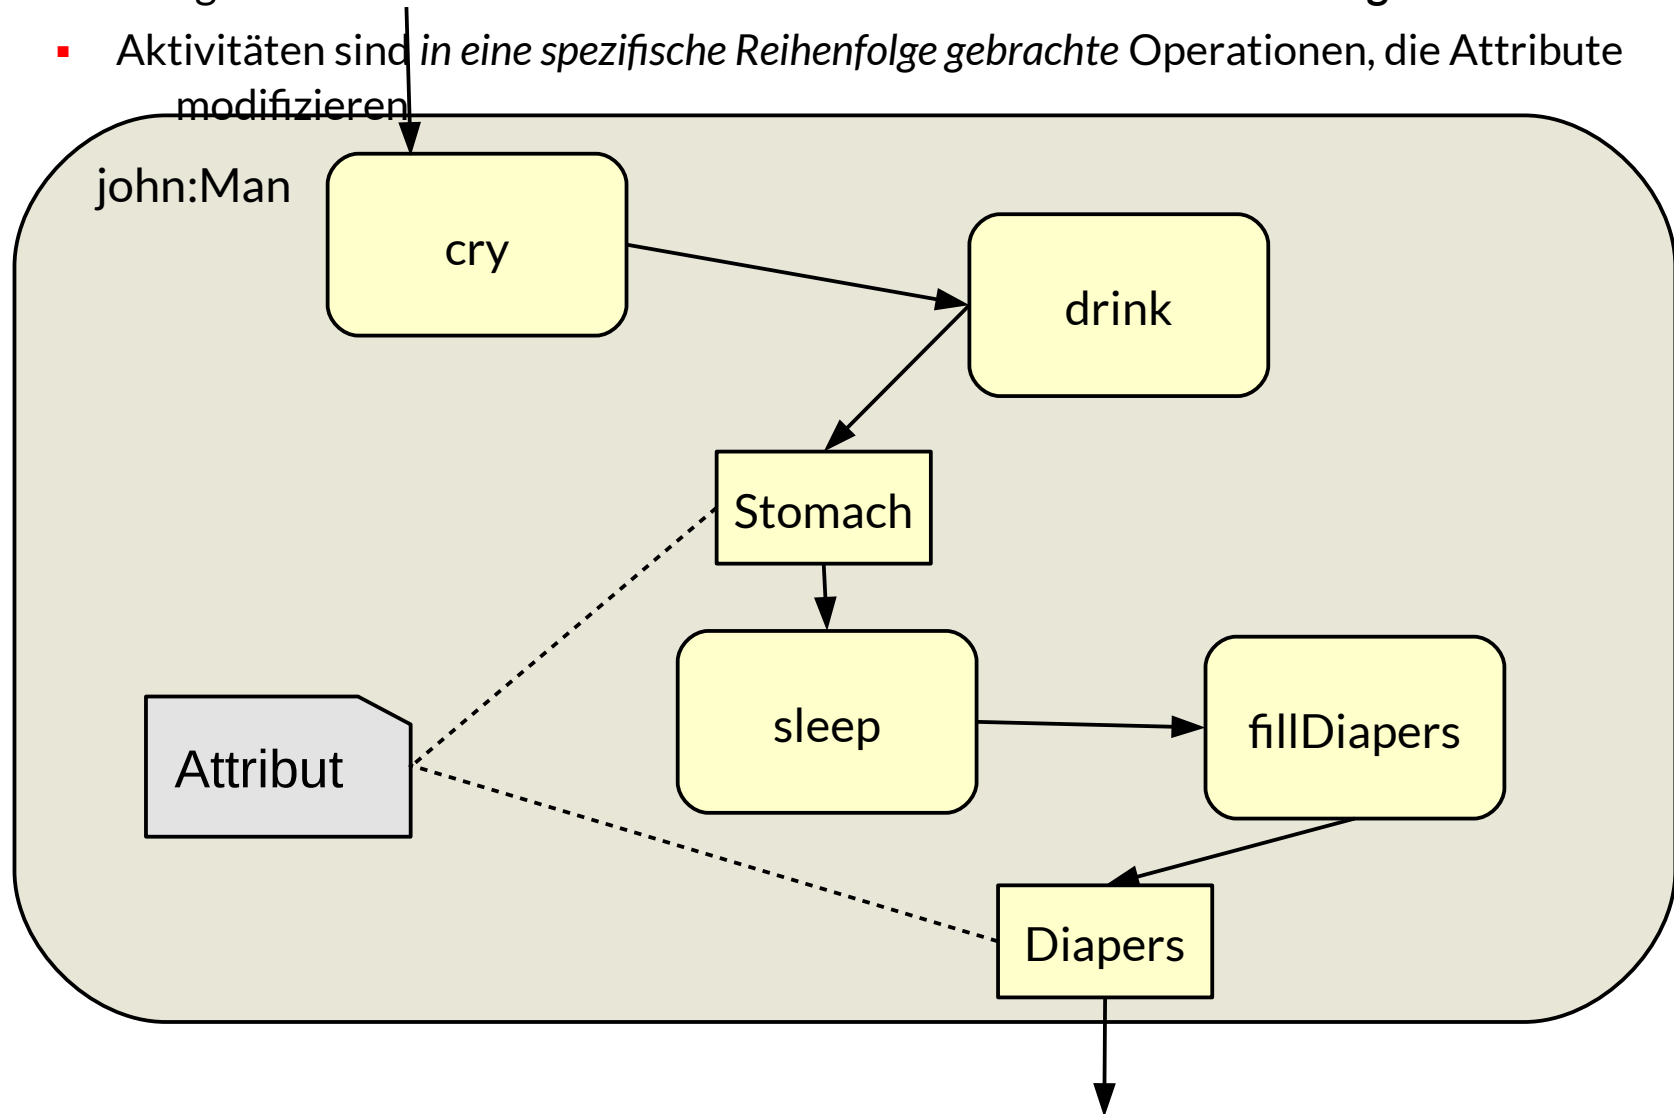 Aktivitäten sind in eine spezifische Reihenfolge gebrachte Operationen, die Attribute
modifizieren
john:Man
cry
drink
Stomach
sleep
fillDiapers
Attribut
Diapers